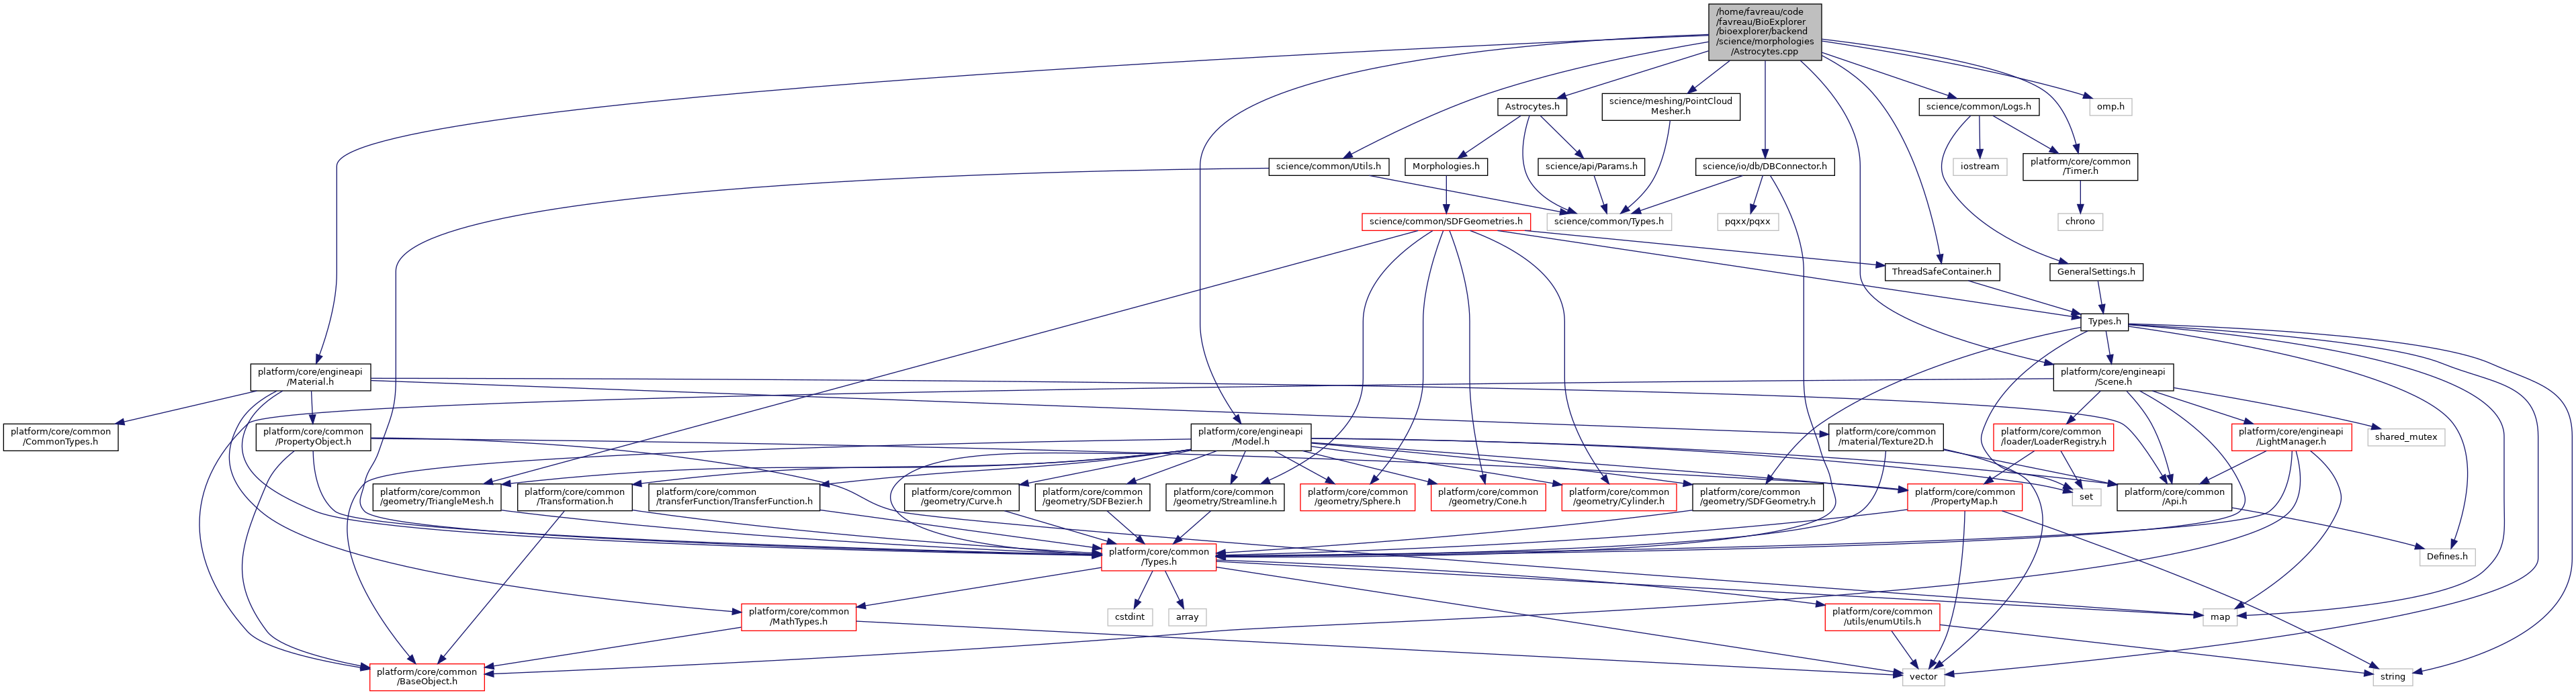 /home/favreau/code
/favreau/BioExplorer
/bioexplorer/backend
/science/morphologies
/Astrocytes.cpp
Astrocytes.h
science/meshing/PointCloud
Mesher.h
science/common/Logs.h
omp.h
science/common/Utils.h
Morphologies.h
science/api/Params.h
science/io/db/DBConnector.h
iostream
platform/core/common
/Timer.h
science/common/SDFGeometries.h
science/common/Types.h
pqxx/pqxx
chrono
ThreadSafeContainer.h
GeneralSettings.h
Types.h
platform/core/engineapi
/Material.h
platform/core/engineapi
/Scene.h
platform/core/common
/CommonTypes.h
platform/core/common
/PropertyObject.h
platform/core/engineapi
/Model.h
platform/core/common
/material/Texture2D.h
platform/core/common
/loader/LoaderRegistry.h
platform/core/engineapi
/LightManager.h
shared_mutex
platform/core/common
/geometry/TriangleMesh.h
platform/core/common
/Transformation.h
platform/core/common
/transferFunction/TransferFunction.h
platform/core/common
/geometry/Curve.h
platform/core/common
/geometry/SDFBezier.h
platform/core/common
/geometry/Streamline.h
platform/core/common
/geometry/Sphere.h
platform/core/common
/geometry/Cone.h
platform/core/common
/geometry/Cylinder.h
platform/core/common
/geometry/SDFGeometry.h
platform/core/common
/PropertyMap.h
set
platform/core/common
/Api.h
platform/core/common
/Types.h
Defines.h
platform/core/common
/MathTypes.h
cstdint
array
platform/core/common
/utils/enumUtils.h
map
platform/core/common
/BaseObject.h
vector
string